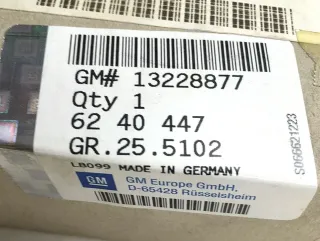 GM# 13228877
Qty 1
62 40 447
GR.25.5102
LB099 MADE IN GERMANY
GM
GM Europe GmbH,
D-65428 Rüsselsheim
S066621223